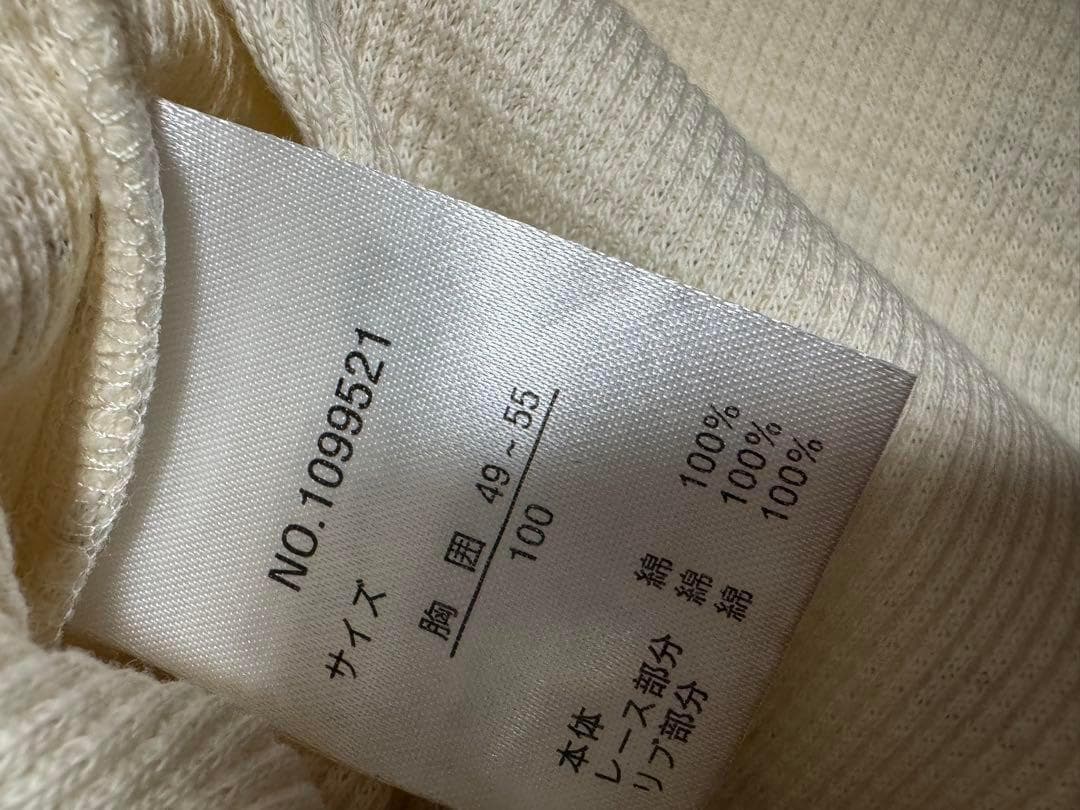 NO.1099521
サイズ
胸 囲 49~55
100
本体 綿 100%
レース部分 綿 100%
リブ部分 綿 100%